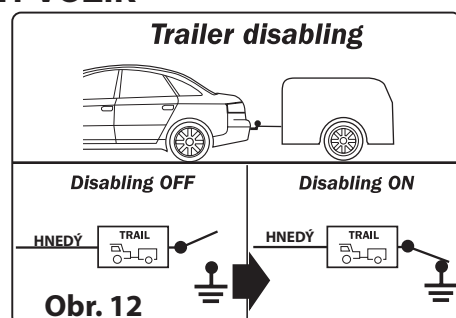 Trailer disabling
Disabling OFF
Disabling ON
HNEDÝ
TRAIL
HNEDÝ
TRAIL
Obr. 12